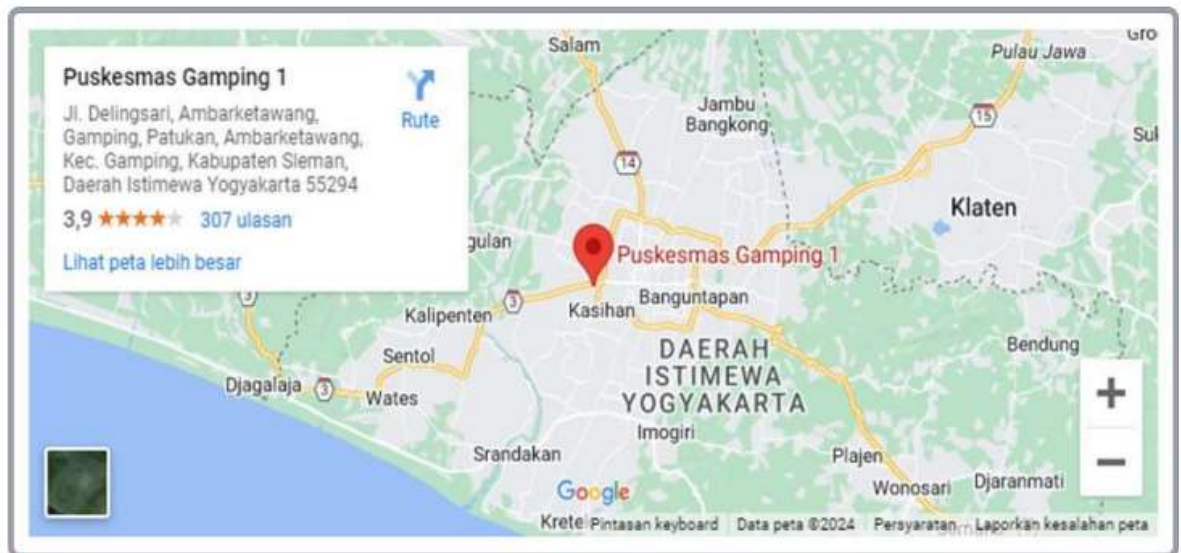 Puskesmas Gamping 1
Jl. Delingsari, Ambarketawang,
Gamping, Patukan, Ambarketawang,
Kec. Gamping, Kabupaten Sleman,
Daerah Istimewa Yogyakarta 55294
3,9
307 ulasan
Lihat peta lebih besar
Rute
Salam
Gro
Pulau Jawa
Jambu
Bangkong
15
Suk
14
Klaten
gulan
Puskesmas Gamping 1
3
3
Kalipenten
Kasihan
Banguntapan
Sentol
DAERAH
ISTIMEWA
YOGYAKARTA
Bendung
Djagalaja
3
Wates
Imogiri
Srandakan
Plajen
Wonosari
Djaranmati
Google
Kretek
Pintasan keyboard
Data peta ©2024
Persyaratan
Laporkan kesalahan peta
+
−